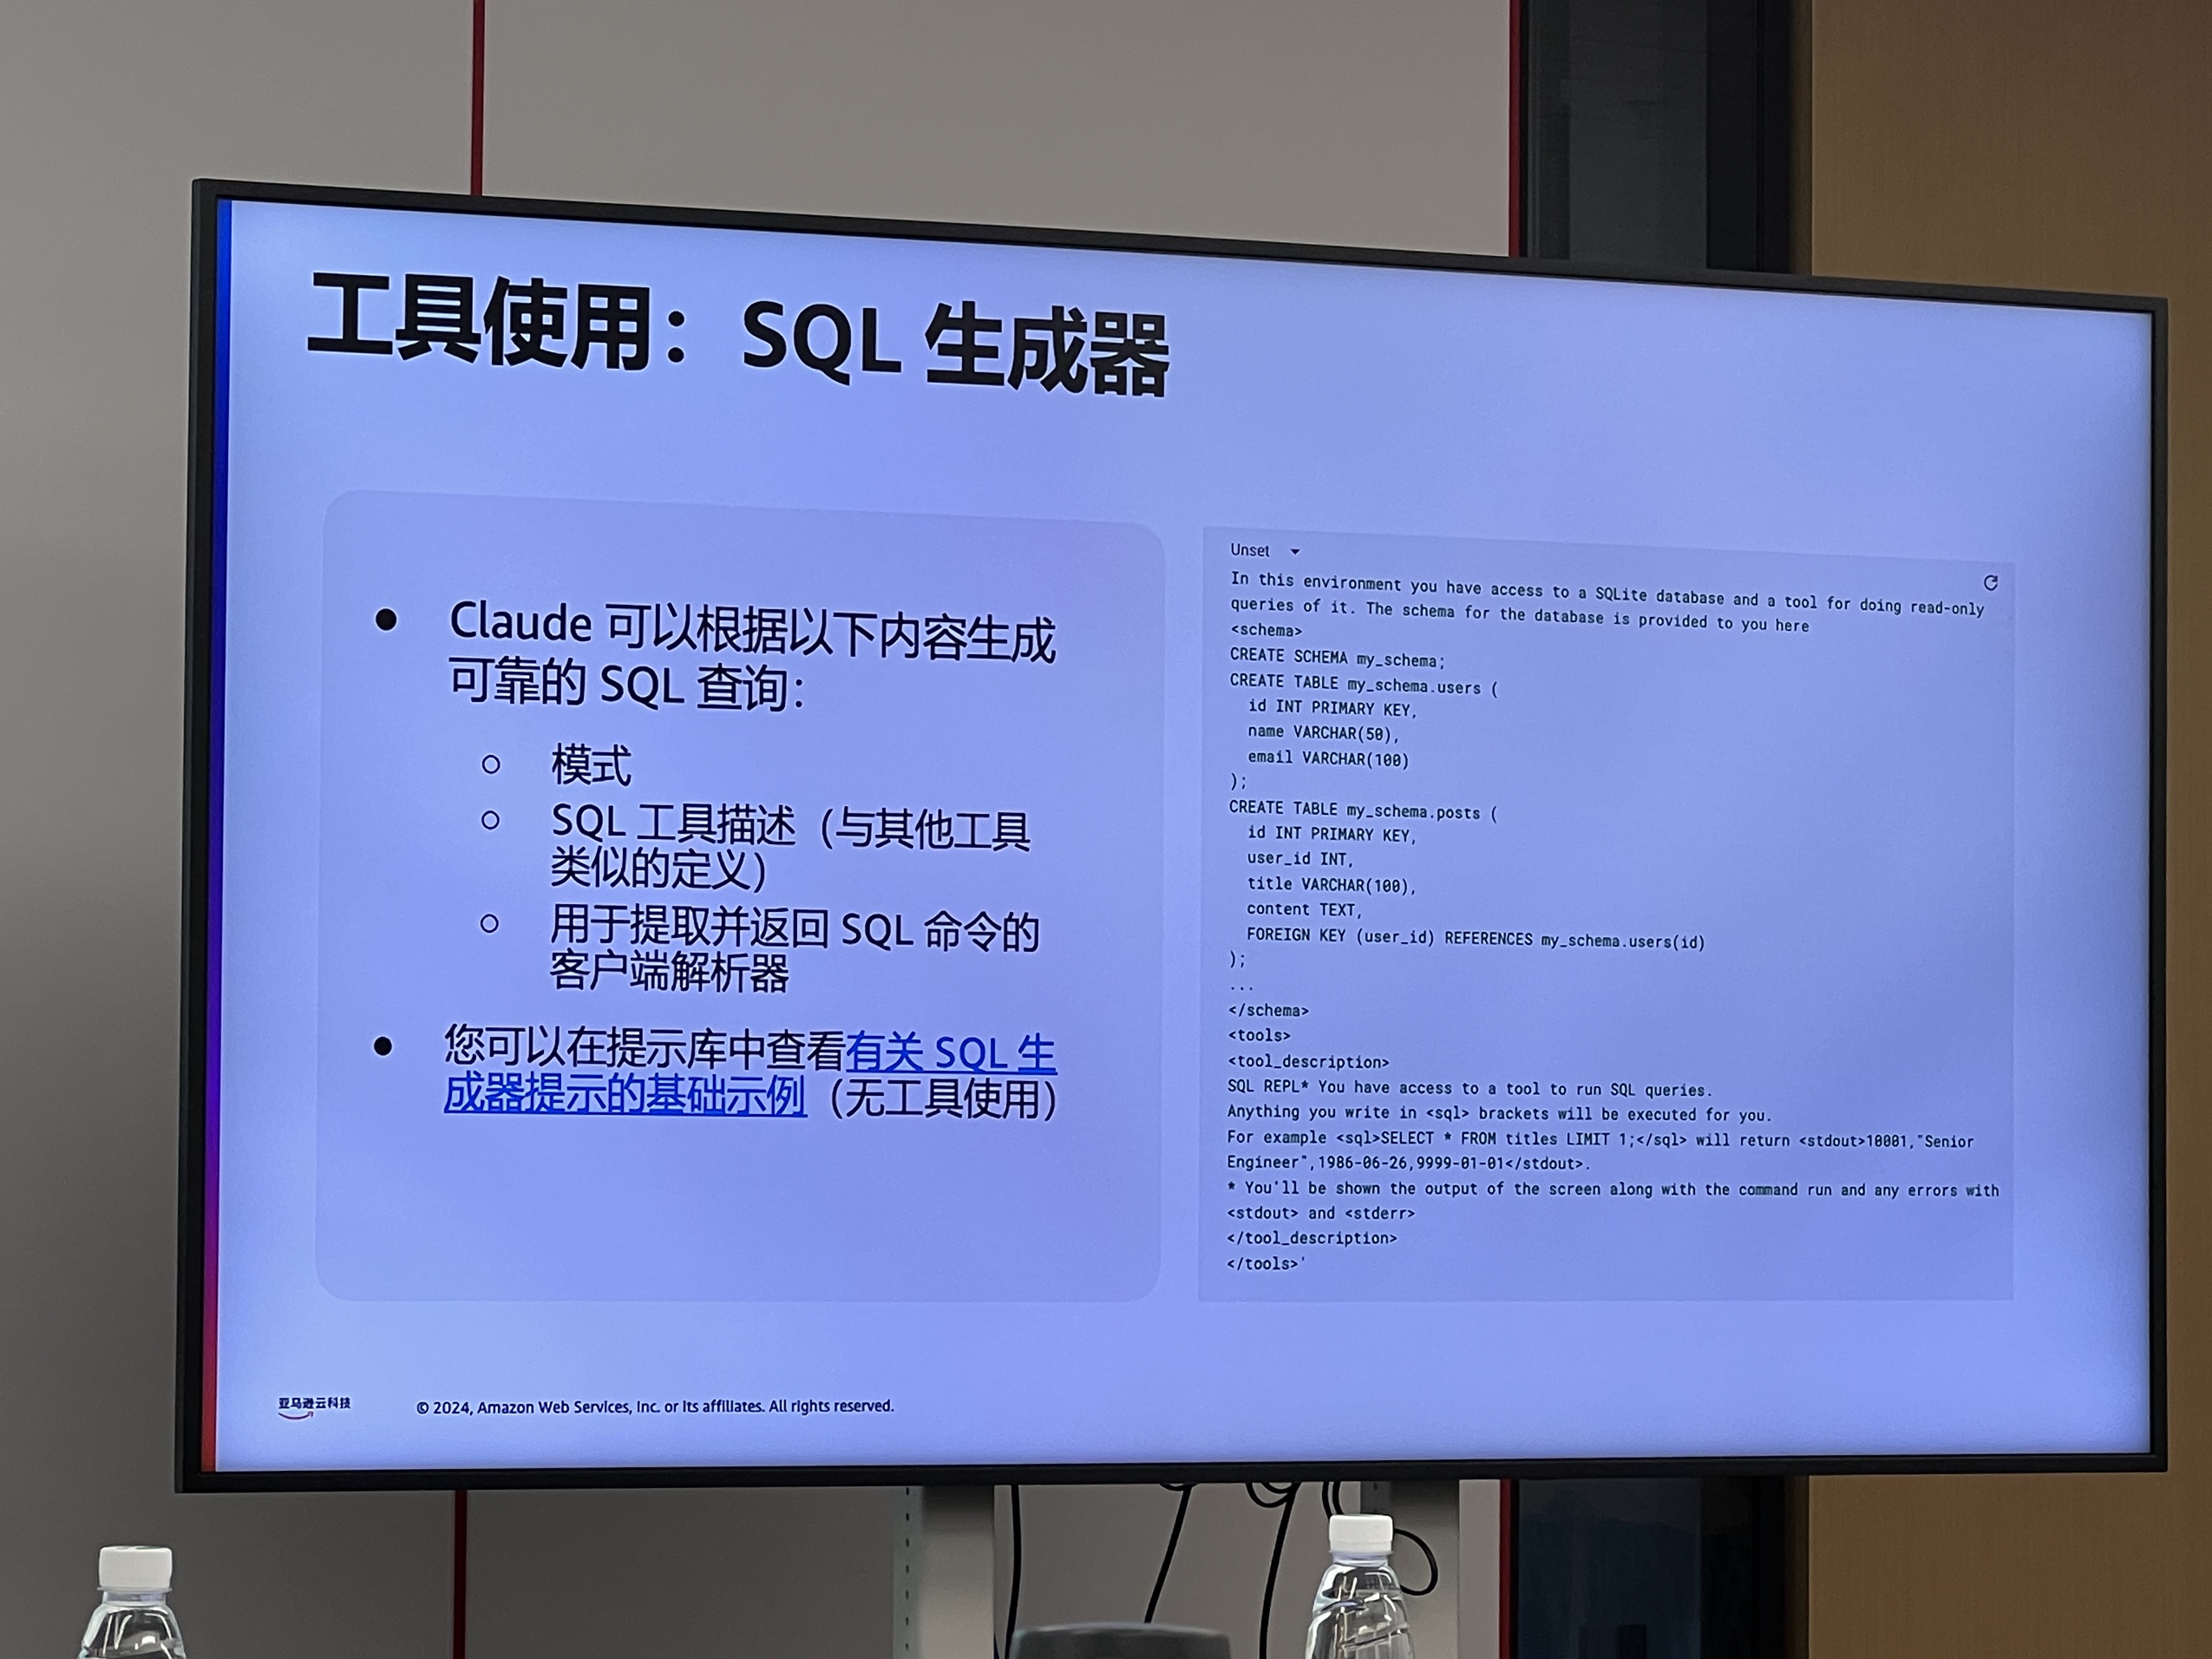 工具使用：SQL 生成器
● Claude 可以根据以下内容生成
可靠的 SQL 查询：
○ 模式
○ SQL 工具描述（与其他工具
类似的定义）
○ 用于提取并返回 SQL 命令的
客户端解析器
● 您可以在提示库中查看有关 SQL 生
成器提示的基础示例（无工具使用）
Unset
In this environment you have access to a SQLite database and a tool for doing read-only
queries of it. The schema for the database is provided to you here
<schema>
CREATE SCHEMA my_schema;
CREATE TABLE my_schema.users (
id INT PRIMARY KEY,
name VARCHAR(50),
email VARCHAR(100)
);
CREATE TABLE my_schema.posts (
id INT PRIMARY KEY,
user_id INT,
title VARCHAR(100),
content TEXT,
FOREIGN KEY (user_id) REFERENCES my_schema.users(id)
);
...
</schema>
<tools>
<tool_description>
SQL REPL* You have access to a tool to run SQL queries.
Anything you write in <sql> brackets will be executed for you.
For example <sql>SELECT * FROM titles LIMIT 1;</sql> will return <stdout>10001,"Senior
Engineer",1986-06-26,9999-01-01</stdout>.
* You'll be shown the output of the screen along with the command run and any errors with
<stdout> and <stderr>
</tool_description>
</tools>'
亚马逊云科技
© 2024, Amazon Web Services, Inc. or its affiliates. All rights reserved.